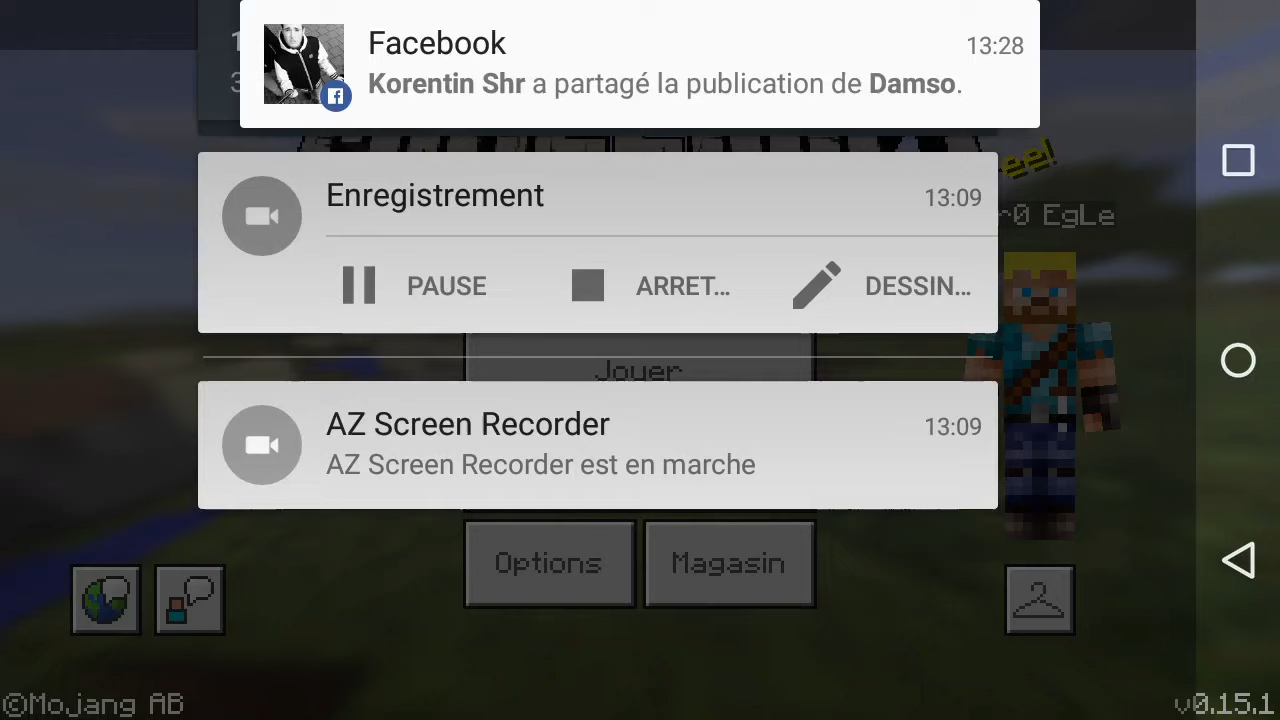 Facebook
13:28
Korentin Shr a partagé la publication de Damso.
Enregistrement
13:09
PAUSE
ARRET...
DESSIN...
Jouer
AZ Screen Recorder
13:09
AZ Screen Recorder est en marche
Options
Magasin
©Mojang AB
v0.15.1